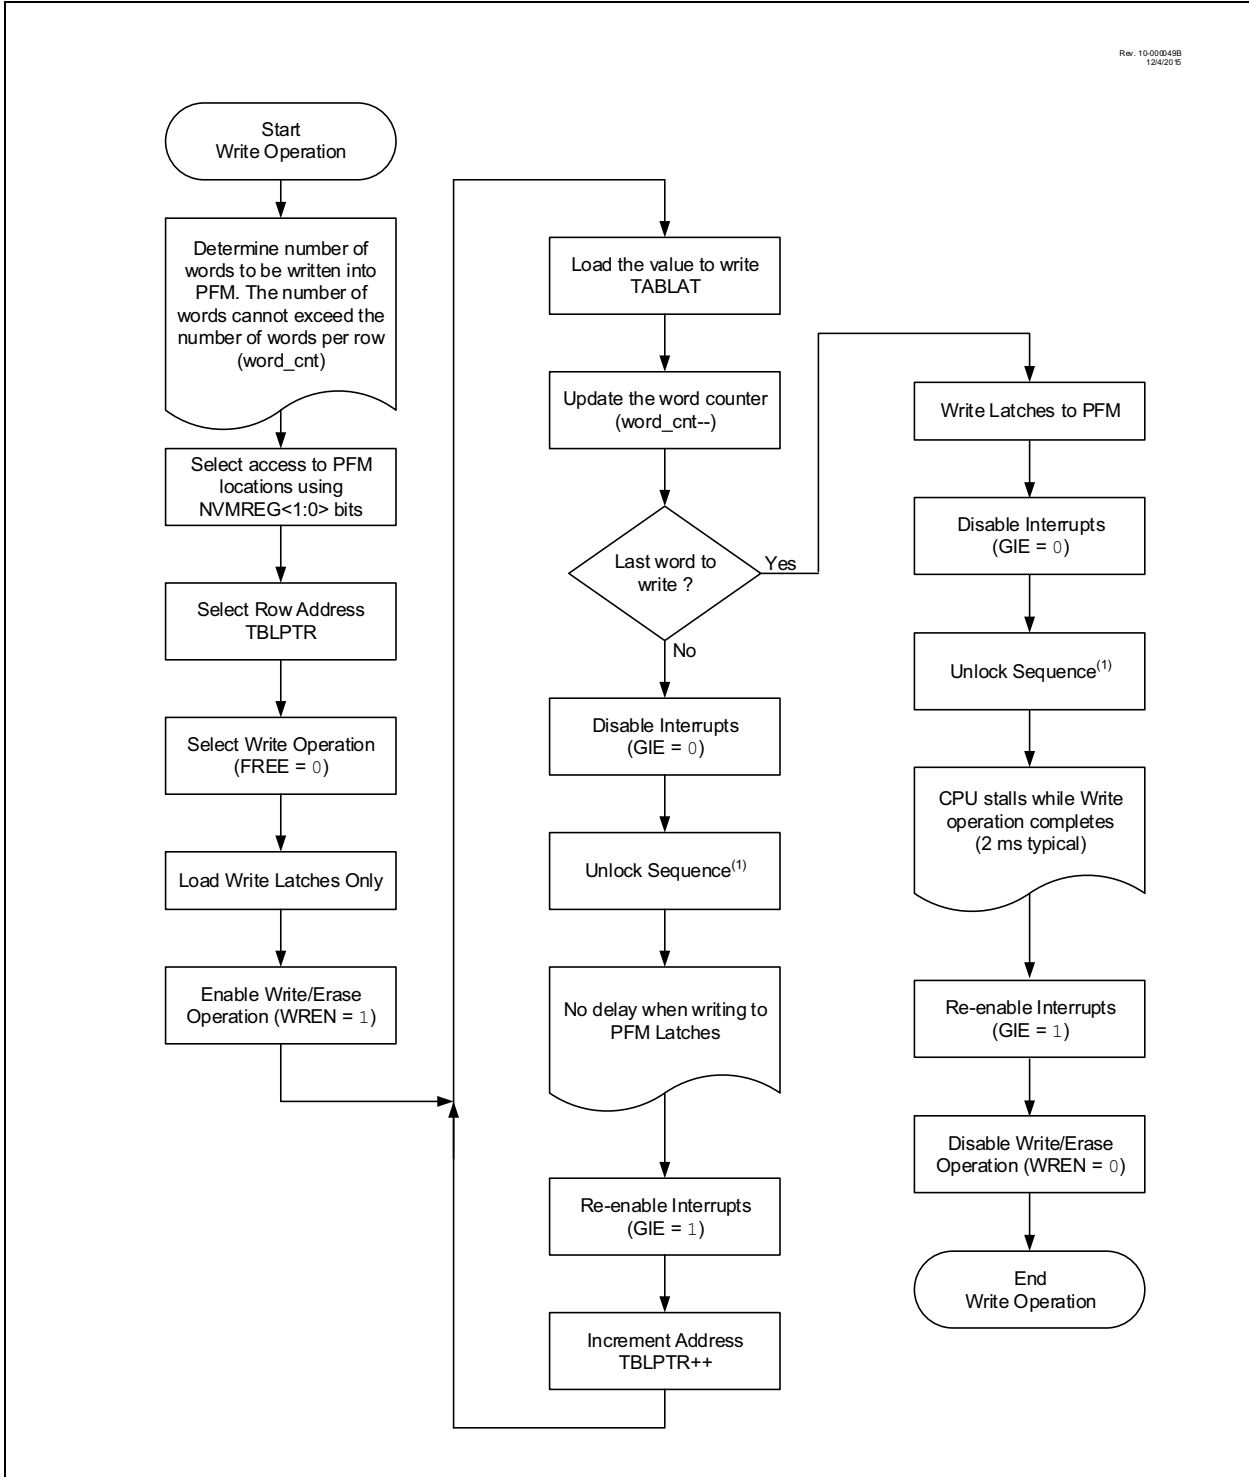 Rev. 10-000049B
12/4/2015
Start
Write Operation
Determine number of
words to be written into
PFM. The number of
words cannot exceed the
number of words per row
(word_cnt)
Select access to PFM
locations using
NVMREG<1:0> bits
Select Row Address
TBLPTR
Select Write Operation
(FREE = 0)
Load Write Latches Only
Enable Write/Erase
Operation (WREN = 1)
Load the value to write
TABLAT
Update the word counter
(word_cnt--)
Last word to
write ?
Yes
No
Disable Interrupts
(GIE = 0)
Unlock Sequence(1)
No delay when writing to
PFM Latches
Re-enable Interrupts
(GIE = 1)
Increment Address
TBLPTR++
Write Latches to PFM
Disable Interrupts
(GIE = 0)
Unlock Sequence(1)
CPU stalls while Write
operation completes
(2 ms typical)
Re-enable Interrupts
(GIE = 1)
Disable Write/Erase
Operation (WREN = 0)
End
Write Operation